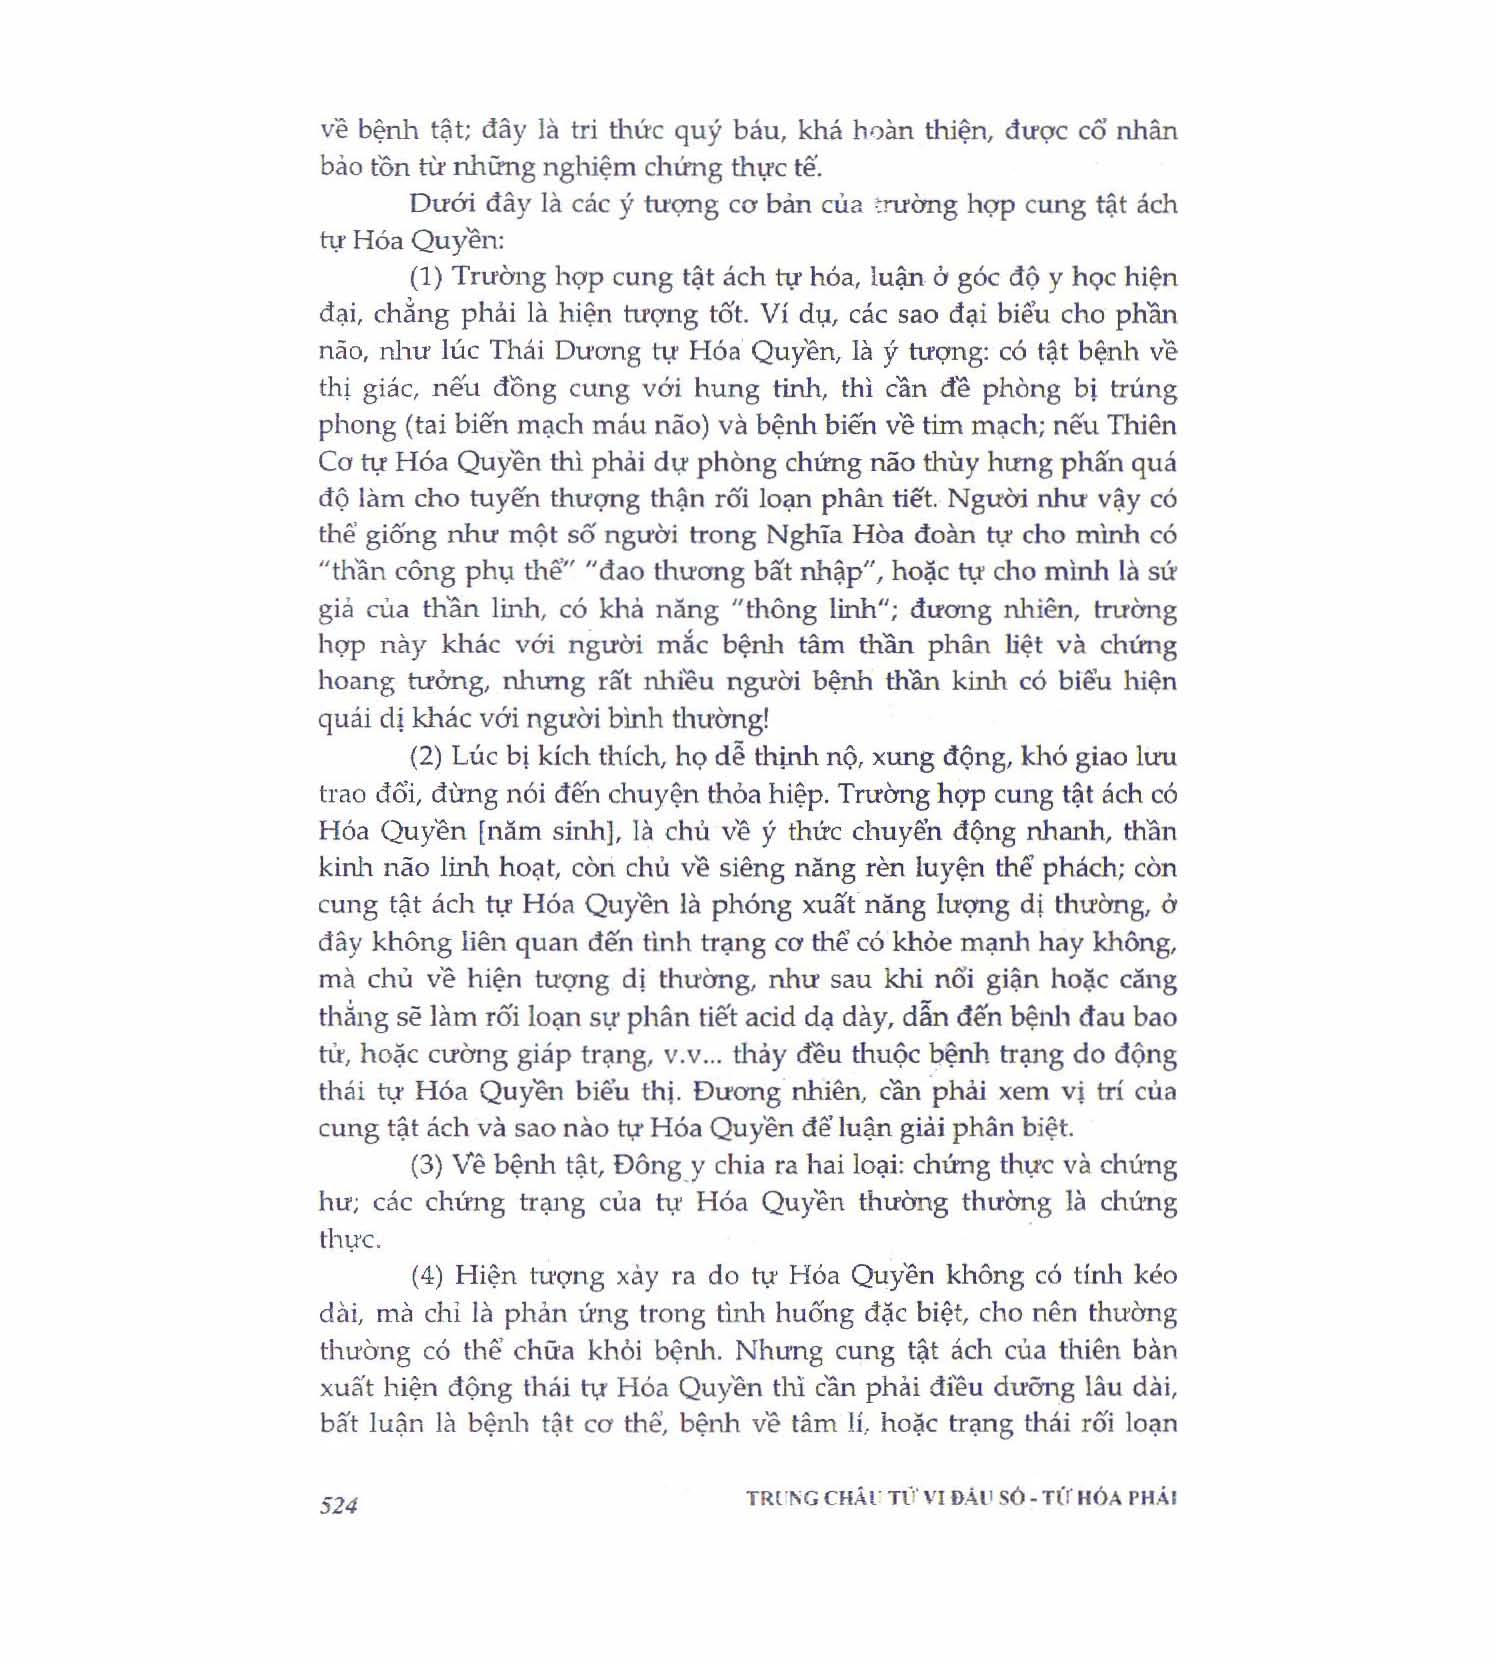 về bệnh tật; đây là tri thức quý báu, khá hoàn thiện, được cổ nhân
bảo tồn từ những nghiệm chứng thực tế.
Dưới đây là các ý tượng cơ bản của trường hợp cung tật ách
tự Hóa Quyền:
(1) Trường hợp cung tật ách tự hóa, luận ở góc độ y học hiện
đại, chẳng phải là hiện tượng tốt. Ví dụ, các sao đại biểu cho phần
não, như lúc Thái Dương tự Hóa Quyền, là ý tượng: có tật bệnh về
thị giác, nếu đồng cung với hung tinh, thì cần đề phòng bị trúng
phong (tai biến mạch máu não) và bệnh biến về tim mạch; nếu Thiên
Cơ tự Hóa Quyền thì phải dự phòng chứng não thùy hưng phấn quá
độ làm cho tuyến thượng thận rối loạn phân tiết. Người như vậy có
thể giống như một số người trong Nghĩa Hòa đoàn tự cho mình có
"thần công phụ thể" "đao thương bất nhập", hoặc tự cho mình là sứ
giả của thần linh, có khả năng "thông linh"; đương nhiên, trường
hợp này khác với người mắc bệnh tâm thần phân liệt và chứng
hoang tưởng, nhưng rất nhiều người bệnh thần kinh có biểu hiện
quái dị khác với người bình thường!
(2) Lúc bị kích thích, họ dễ thịnh nộ, xung động, khó giao lưu
trao đổi, đừng nói đến chuyện thỏa hiệp. Trường hợp cung tật ách có
Hóa Quyền [năm sinh], là chủ về ý thức chuyển động nhanh, thần
kinh não linh hoạt, còn chủ về siêng năng rèn luyện thể phách; còn
cung tật ách tự Hóa Quyền là phóng xuất năng lượng dị thường, ở
đây không liên quan đến tình trạng cơ thể có khỏe mạnh hay không,
mà chủ về hiện tượng dị thường, như sau khi nổi giận hoặc căng
thẳng sẽ làm rối loạn sự phân tiết acid dạ dày, dẫn đến bệnh đau bao
tử, hoặc cường giáp trạng, v.v... thảy đều thuộc bệnh trạng do động
thái tự Hóa Quyền biểu thị. Đương nhiên, cần phải xem vị trí của
cung tật ách và sao nào tự Hóa Quyền để luận giải phân biệt.
(3) Về bệnh tật, Đông y chia ra hai loại: chứng thực và chứng
hư; các chứng trạng của tự Hóa Quyền thường thường là chứng
thực.
(4) Hiện tượng xảy ra do tự Hóa Quyền không có tính kéo
dài, mà chỉ là phản ứng trong tình huống đặc biệt, cho nên thường
thường có thể chữa khỏi bệnh. Nhưng cung tật ách của thiên bàn
xuất hiện động thái tự Hóa Quyền thì cần phải điều dưỡng lâu dài,
bất luận là bệnh tật cơ thể, bệnh về tâm lí, hoặc trạng thái rối loạn
524
TRUNG CHÂU TỬ VI ĐẨU SỐ - TỨ HÓA PHÁI